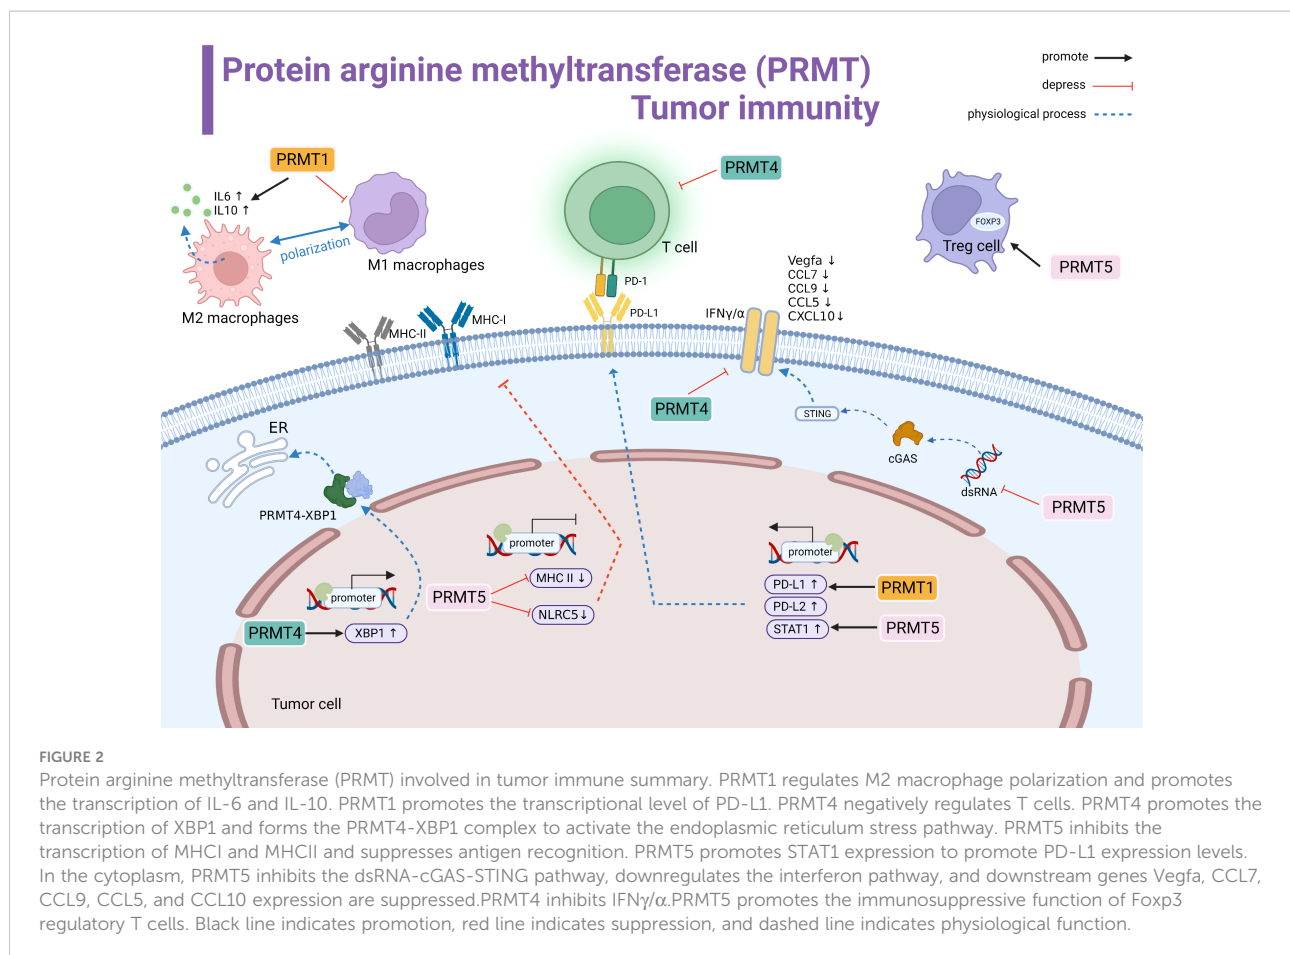 Protein arginine methyltransferase (PRMT)
Tumor immunity
promote
depress
physiological process
PRMT1
IL6 ↑
IL10 ↑
polarization
M1 macrophages
M2 macrophages
PRMT4
T cell
PD-1
PD-L1
FOXP3
Treg cell
PRMT5
Vegfa ↓
CCL7 ↓
CCL9 ↓
CCL5 ↓
CXCL10↓
IFNγ/α
MHC-II
MHC-I
PRMT4
STING
cGAS
dsRNA
PRMT5
ER
PRMT4-XBP1
promoter
PRMT4
XBP1 ↑
promoter
PRMT5
MHC II ↓
NLRC5↓
promoter
PD-L1 ↑
PRMT1
PD-L2 ↑
STAT1 ↑
PRMT5
Tumor cell
FIGURE 2
Protein arginine methyltransferase (PRMT) involved in tumor immune summary. PRMT1 regulates M2 macrophage polarization and promotes
the transcription of IL-6 and IL-10. PRMT1 promotes the transcriptional level of PD-L1. PRMT4 negatively regulates T cells. PRMT4 promotes the
transcription of XBP1 and forms the PRMT4-XBP1 complex to activate the endoplasmic reticulum stress pathway. PRMT5 inhibits the
transcription of MHCI and MHCII and suppresses antigen recognition. PRMT5 promotes STAT1 expression to promote PD-L1 expression levels.
In the cytoplasm, PRMT5 inhibits the dsRNA-cGAS-STING pathway, downregulates the interferon pathway, and downstream genes Vegfa, CCL7,
CCL9, CCL5, and CCL10 expression are suppressed.PRMT4 inhibits IFNγ/α.PRMT5 promotes the immunosuppressive function of Foxp3
regulatory T cells. Black line indicates promotion, red line indicates suppression, and dashed line indicates physiological function.